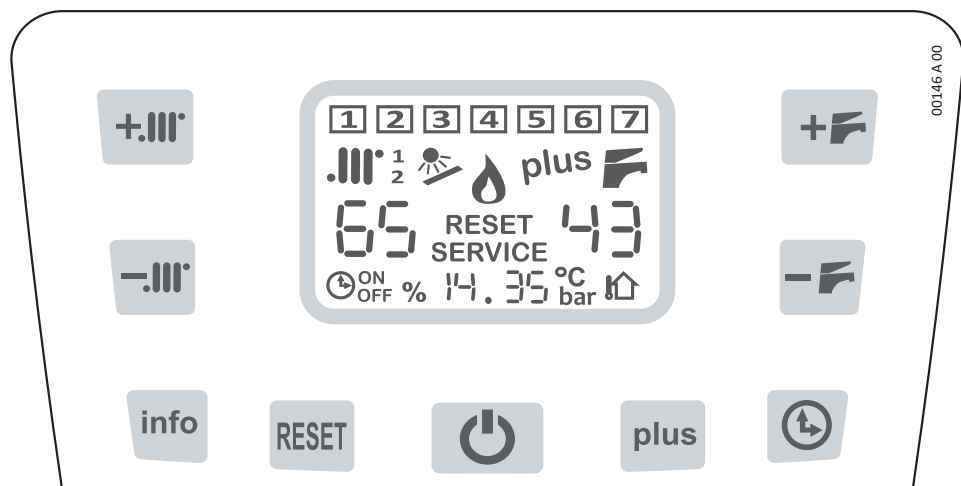 00146 A 00
1 2 3 4 5 6 7
1
2
plus
65 RESET 43
SERVICE
ON
OFF % 14.35 °C
bar
+
+
-
-
info
RESET
plus